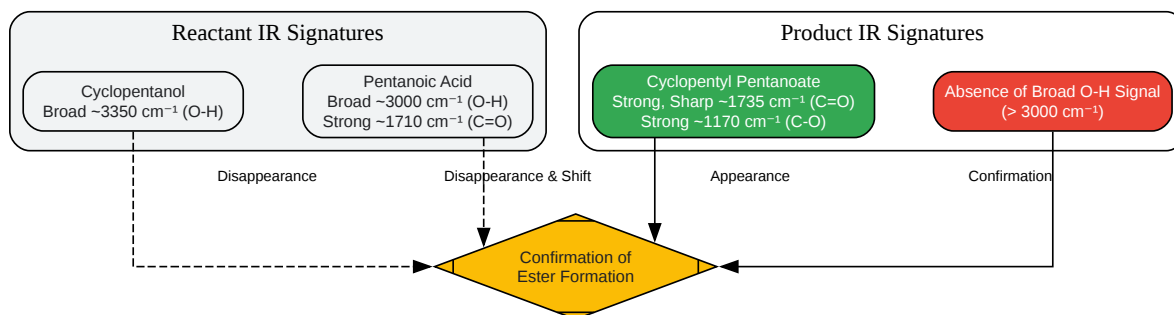 Reactant IR Signatures
Product IR Signatures
Cyclopentanol
Broad ~3350 cm⁻¹ (O-H)
Pentanoic Acid
Broad ~3000 cm⁻¹ (O-H)
Strong ~1710 cm⁻¹ (C=O)
Cyclopentyl Pentanoate
Strong, Sharp ~1735 cm⁻¹ (C=O)
Strong ~1170 cm⁻¹ (C-O)
Absence of Broad O-H Signal
(> 3000 cm⁻¹)
Disappearance
Disappearance & Shift
Appearance
Confirmation
Confirmation of
Ester Formation